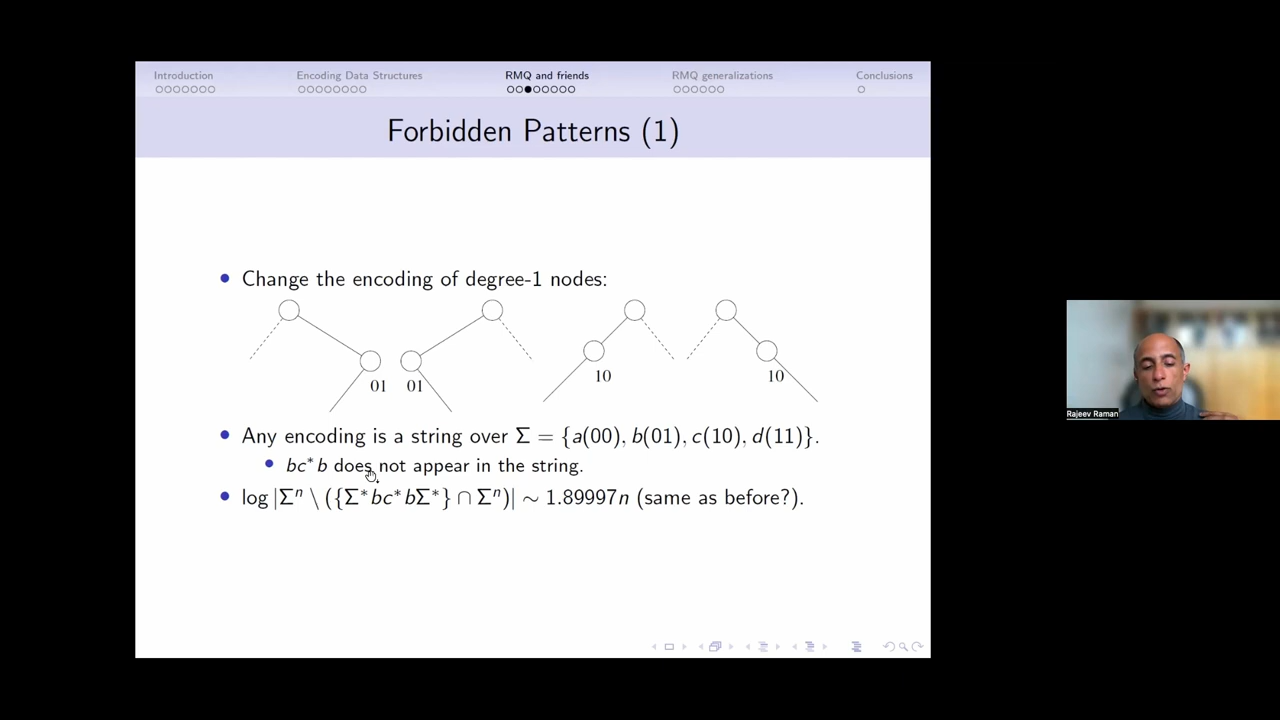 Introduction Encoding Data Structures RMQ and friends RMQ generalizations Conclusions
Forbidden Patterns (1)
• Change the encoding of degree-1 nodes:
01 01 10 10
• Any encoding is a string over Σ = {a(00), b(01), c(10), d(11)}.
• bc*b does not appear in the string.
• log |Σⁿ \ ({Σ*bc*bΣ*} ∩ Σⁿ)| ∼ 1.89997n (same as before?).
Rajeev Raman